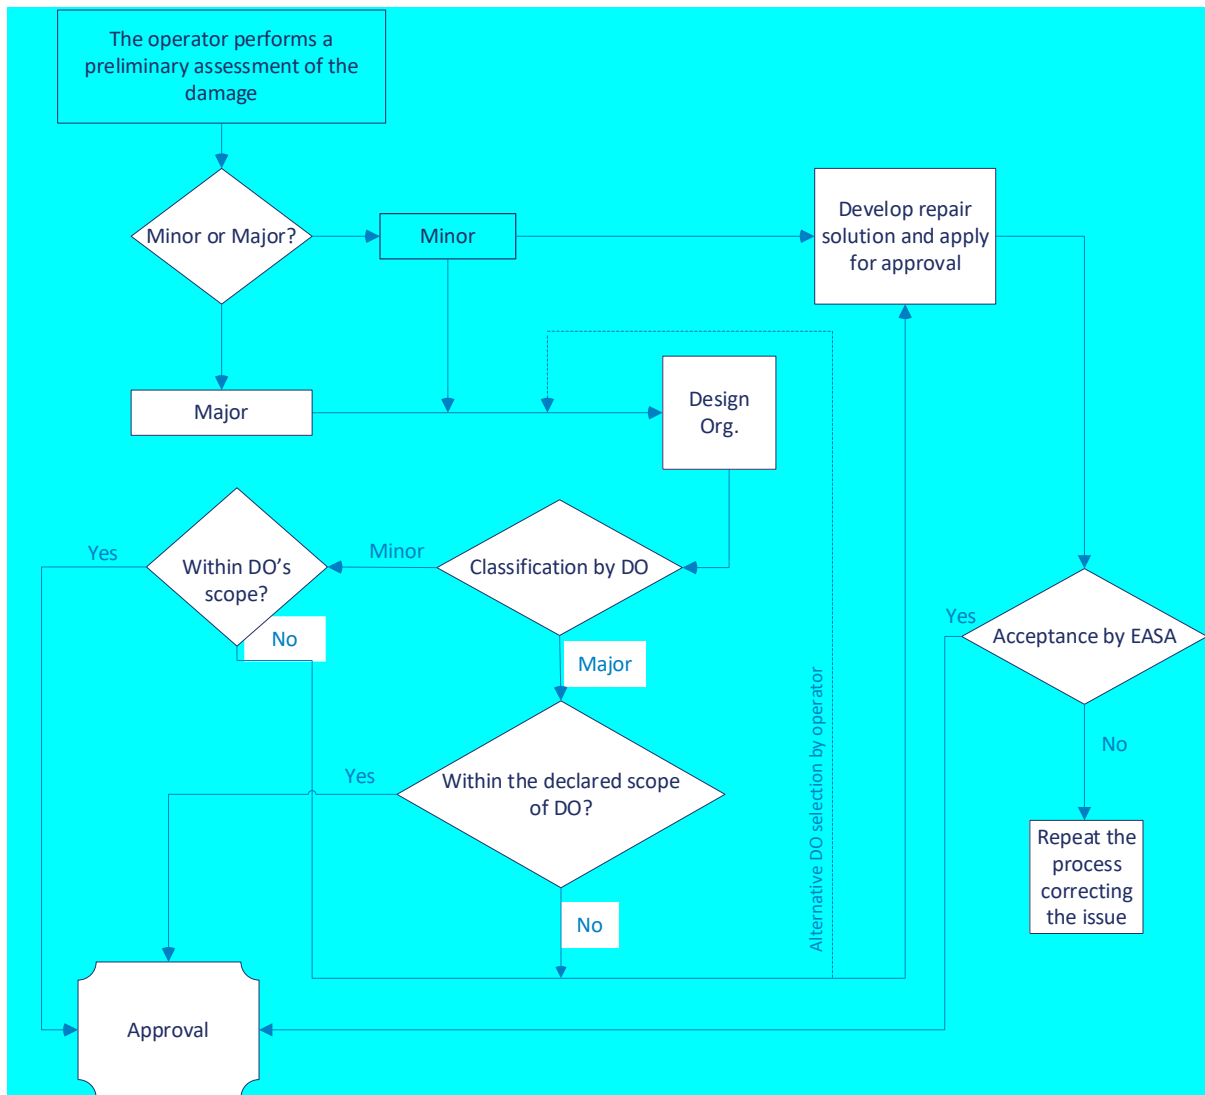 The operator performs a
preliminary assessment of the
damage
Minor or Major?
Minor
Develop repair
solution and apply
for approval
Major
Design
Org.
Yes
Within DO's
scope?
Minor
Classification by DO
No
Major
Yes
Acceptance by EASA
No
Yes
Within the declared scope
of DO?
Alternative DO selection by operator
No
Repeat the
process
correcting
the issue
Approval